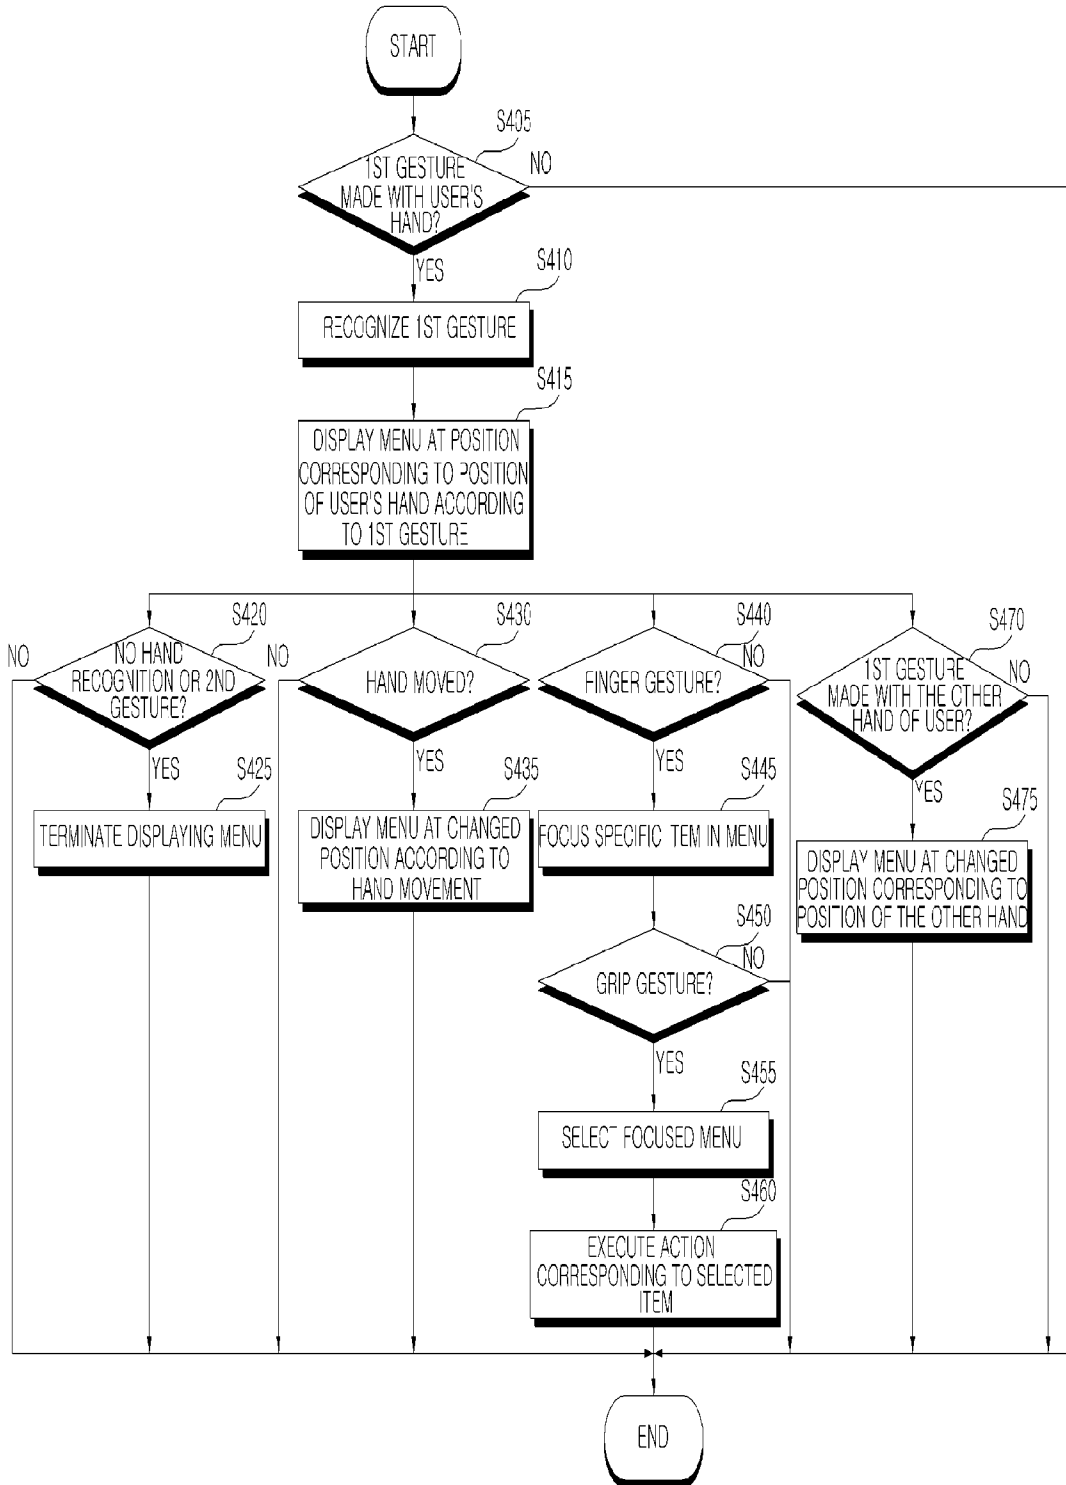 START
S405
1ST GESTURE
MADE WITH USER'S
HAND?
NO
YES
S410
RECOGNIZE 1ST GESTURE
S415
DISPLAY MENU AT POSITION
CORRESPONDING TO POSITION
OF USER'S HAND ACCORDING
TO 1ST GESTURE
S420
NO
NO HAND
RECOGNITION OR 2ND
GESTURE?
YES
S425
TERMINATE DISPLAYING MENU
S430
NO
HAND MOVED?
YES
S435
DISPLAY MENU AT CHANGED
POSITION ACCORDING TO
HAND MOVEMENT
S440
NO
FINGER GESTURE?
YES
S445
FOCUS SPECIFIC ITEM IN MENU
S450
NO
GRIP GESTURE?
YES
S455
SELECT FOCUSED MENU
S460
EXECUTE ACTION
CORRESPONDING TO SELECTED
ITEM
S470
NO
1ST GESTURE
MADE WITH THE OTHER
HAND OF USER?
YES
S475
DISPLAY MENU AT CHANGED
POSITION CORRESPONDING TO
POSITION OF THE OTHER HAND
END